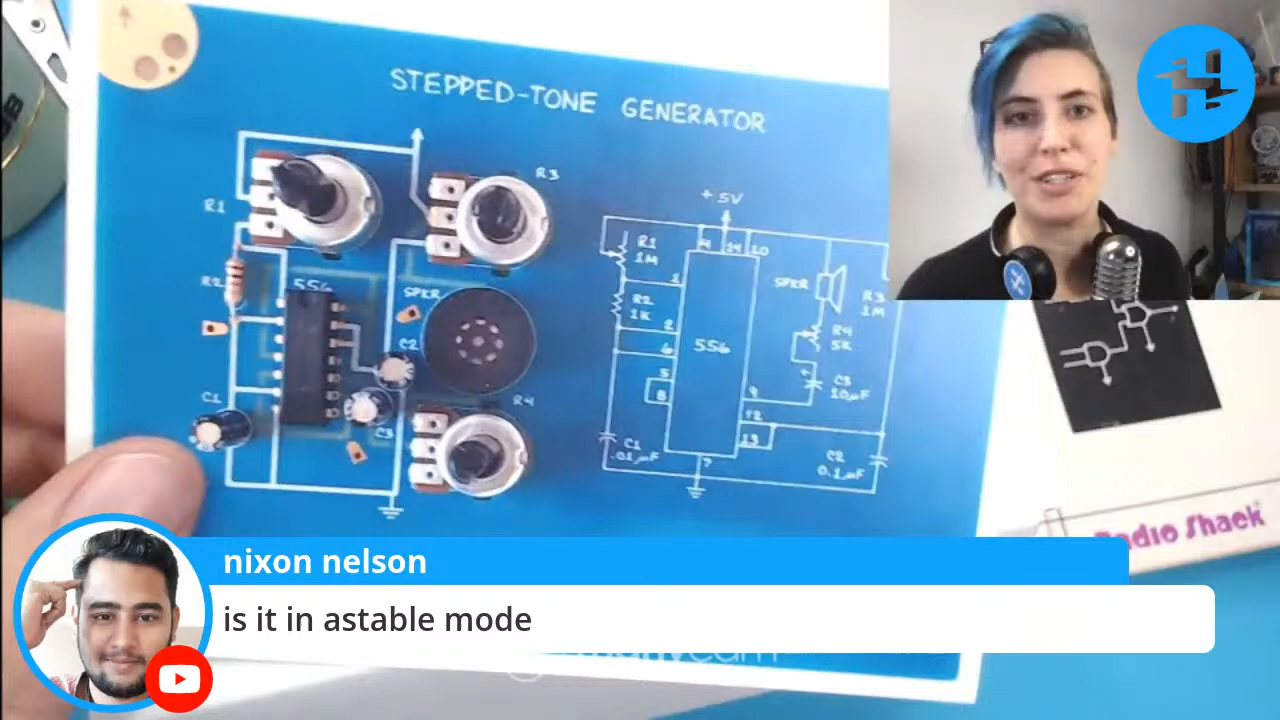 STEPPED-TONE GENERATOR
R1
R3
R2
556
SPKR
C2
C1
C3
R4
+5V
4 14 10
R1
1M
1
SPKR
R3
1M
R2
1K
2
R4
5K
556
6
5
8
C3
10µF
9
12
13
C1
.01µF
7
C2
0.1µF
Radio Shack
nixon nelson
is it in astable mode